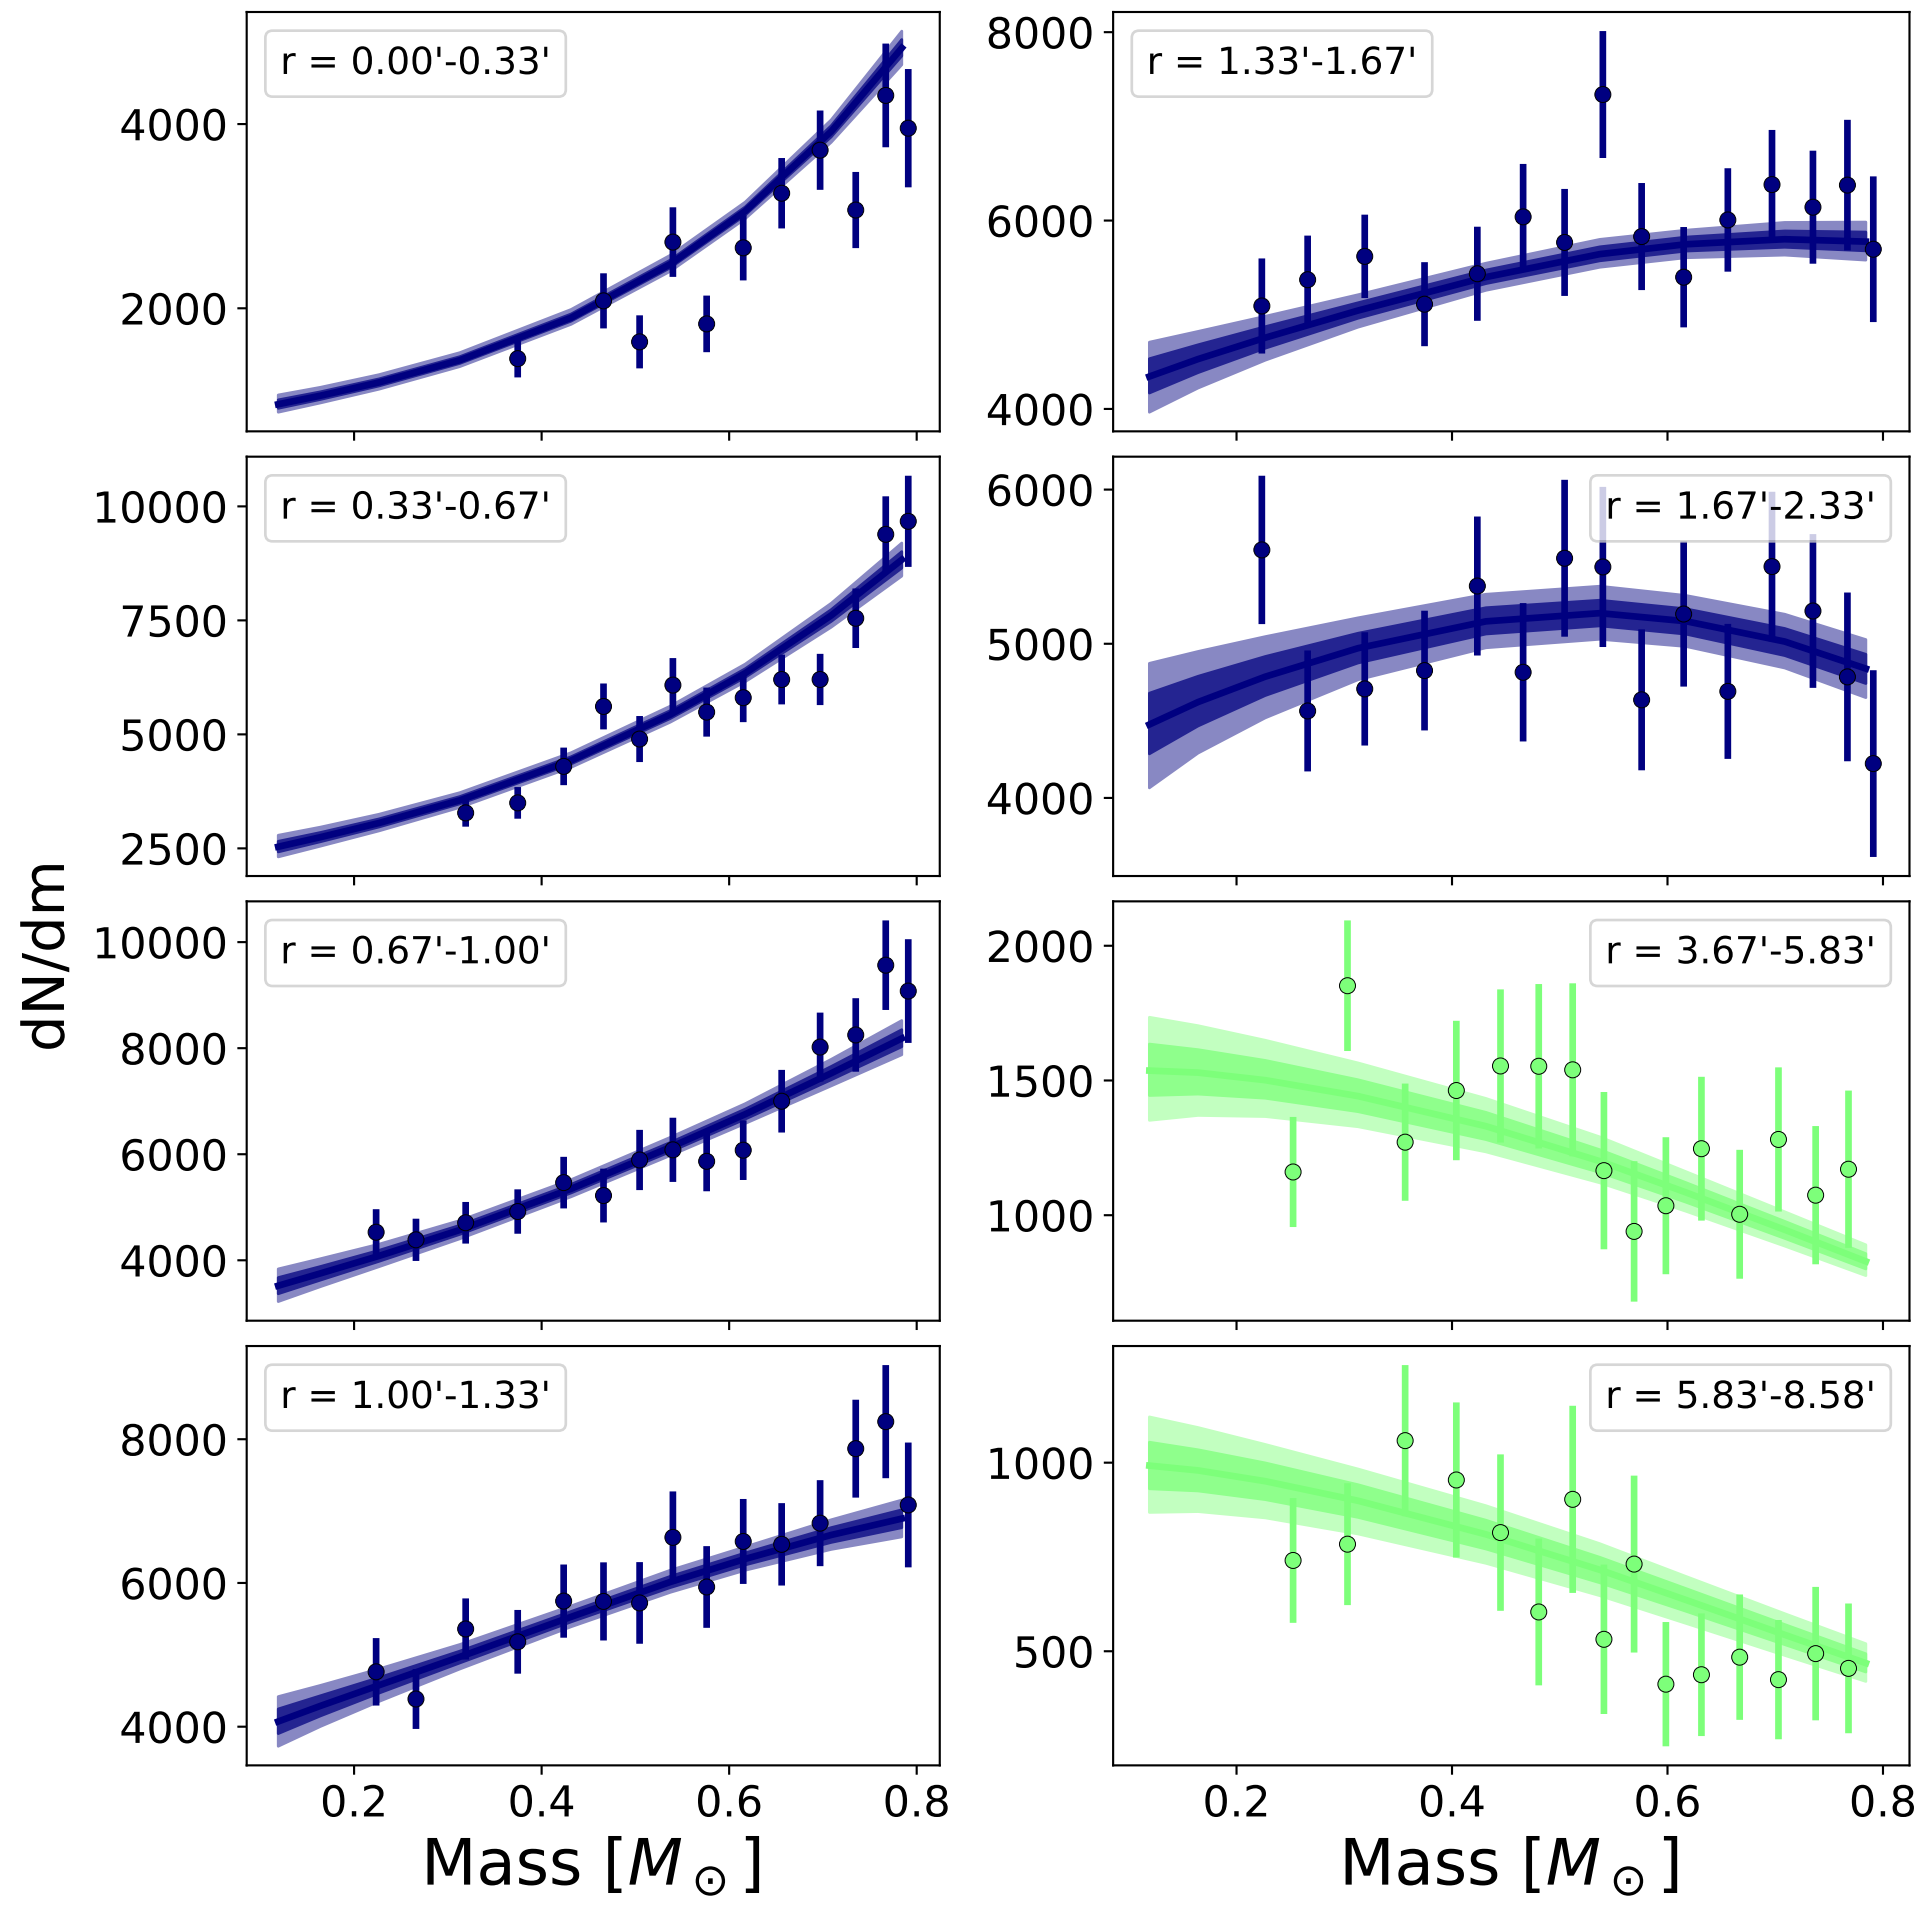 dN/dm
r = 0.00'-0.33'
4000
2000
r = 1.33'-1.67'
8000
6000
4000
r = 0.33'-0.67'
10000
7500
5000
2500
r = 1.67'-2.33'
6000
5000
4000
r = 0.67'-1.00'
10000
8000
6000
4000
r = 3.67'-5.83'
2000
1500
1000
r = 1.00'-1.33'
8000
6000
4000
0.2 0.4 0.6 0.8
Mass [M⊙]
r = 5.83'-8.58'
1000
500
0.2 0.4 0.6 0.8
Mass [M⊙]